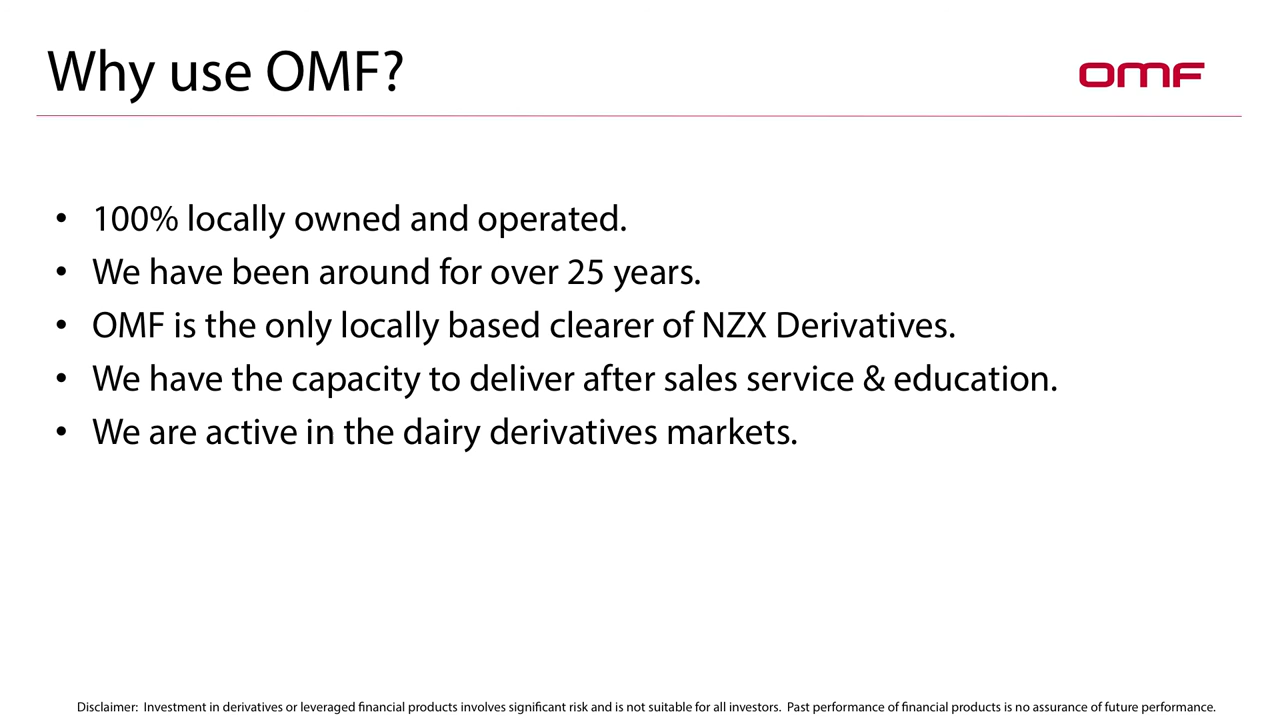 Why use OMF?
OMF
• 100% locally owned and operated.
• We have been around for over 25 years.
• OMF is the only locally based clearer of NZX Derivatives.
• We have the capacity to deliver after sales service & education.
• We are active in the dairy derivatives markets.
Disclaimer:  Investment in derivatives or leveraged financial products involves significant risk and is not suitable for all investors.  Past performance of financial products is no assurance of future performance.